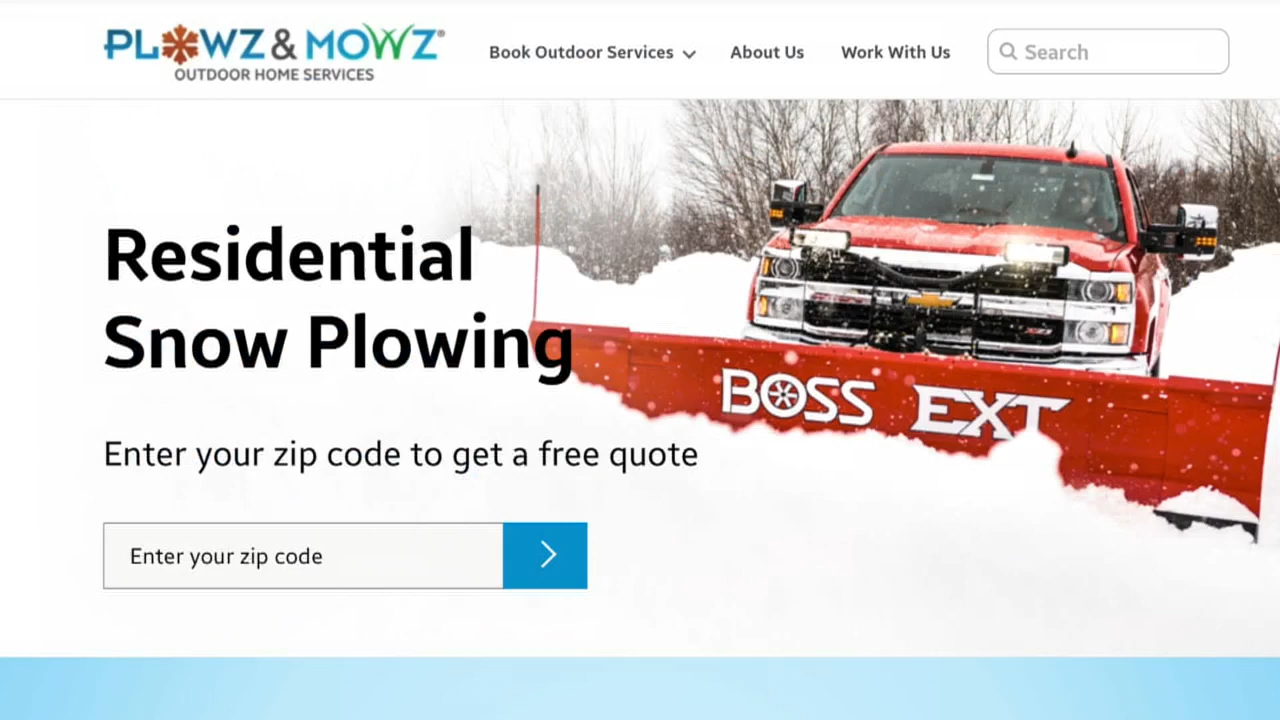 PLOWZ & MOWZ®
OUTDOOR HOME SERVICES
Book Outdoor Services
About Us
Work With Us
Search
Residential
Snow Plowing
Enter your zip code to get a free quote
Enter your zip code
BOSS EXT